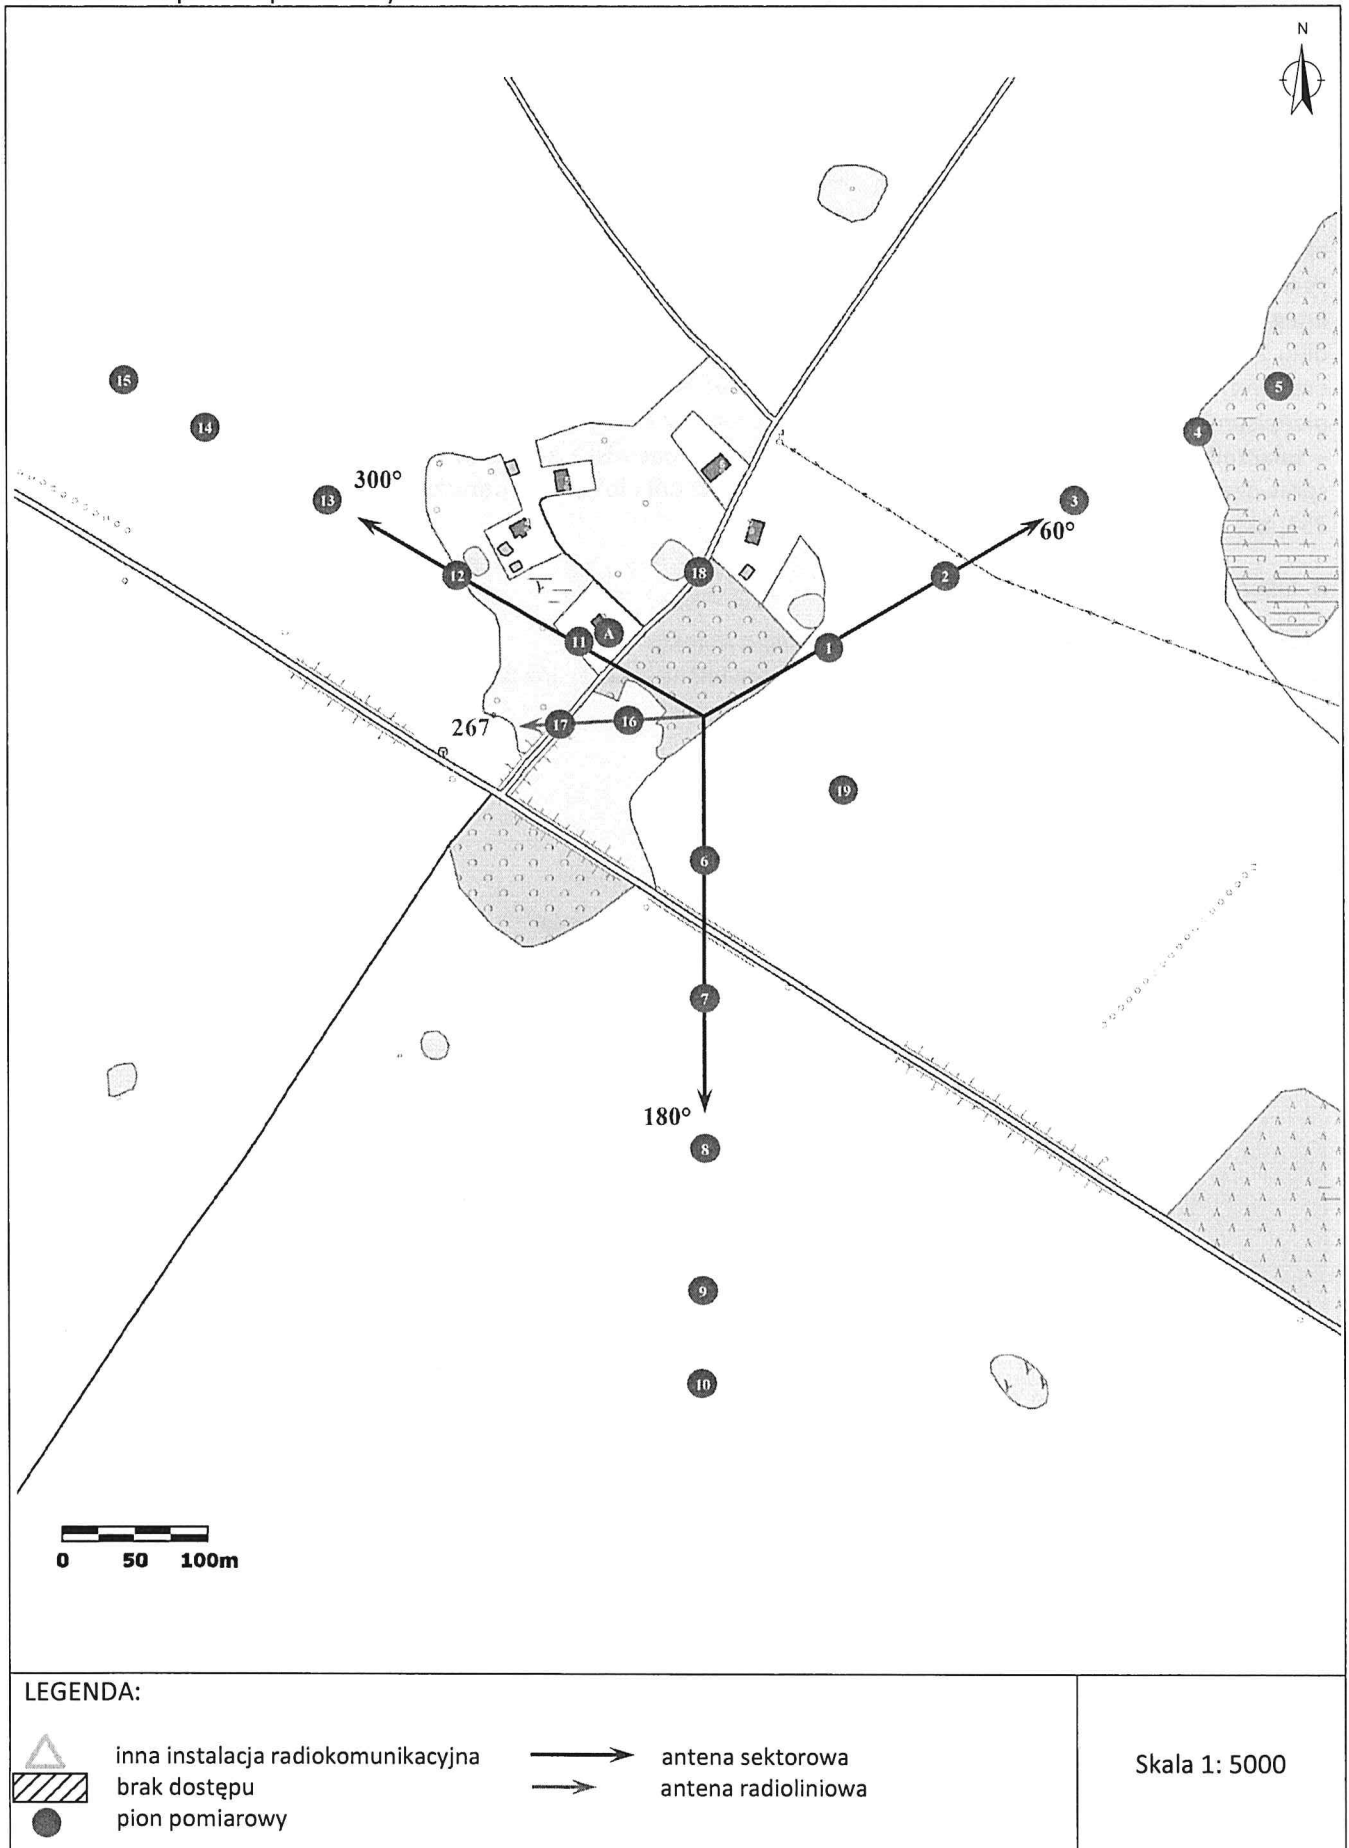 N
15
5
14
4
300°
13
3
60°
18
12
2
A
11
1
267
17
16
19
6
7
180°
8
9
10
0 50 100m
LEGENDA:
inna instalacja radiokomunikacyjna
antena sektorowa
brak dostępu
antena radioliniowa
pion pomiarowy
Skala 1: 5000